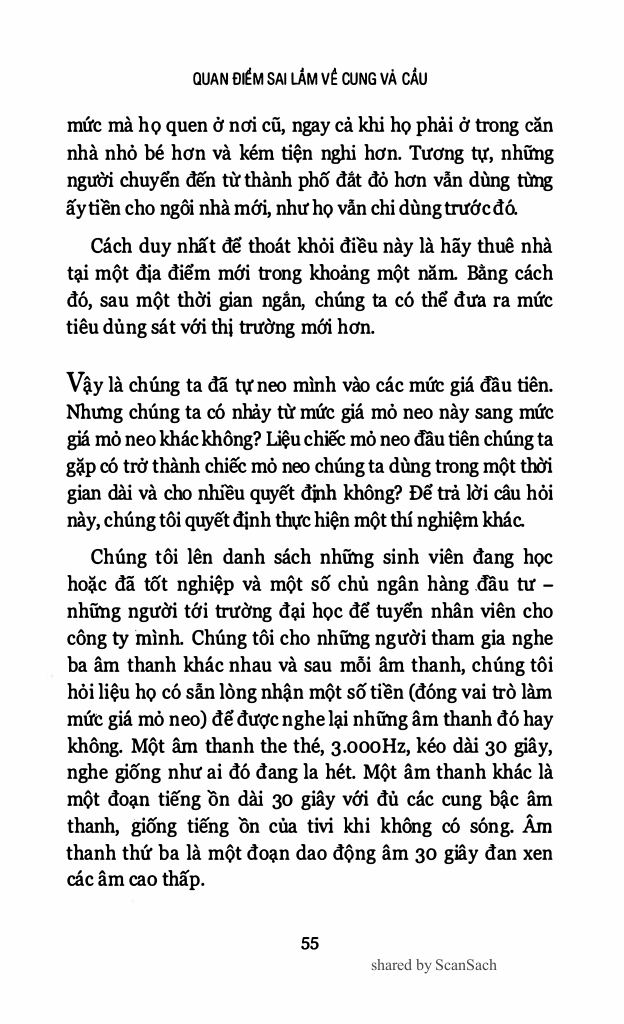 QUAN ĐIỂM SAI LẦM VỀ CUNG VÀ CẦU
mức mà họ quen ở nơi cũ, ngay cả khi họ phải ở trong căn
nhà nhỏ bé hơn và kém tiện nghi hơn. Tương tự, những
người chuyển đến từ thành phố đắt đỏ hơn vẫn dùng từng
ấy tiền cho ngôi nhà mới, như họ vẫn chi dùng trước đó.
Cách duy nhất để thoát khỏi điều này là hãy thuê nhà
tại một địa điểm mới trong khoảng một năm. Bằng cách
đó, sau một thời gian ngắn, chúng ta có thể đưa ra mức
tiêu dùng sát với thị trường mới hơn.
Vậy là chúng ta đã tự neo mình vào các mức giá đầu tiên.
Nhưng chúng ta có nhảy từ mức giá mỏ neo này sang mức
giá mỏ neo khác không? Liệu chiếc mỏ neo đầu tiên chúng ta
gặp có trở thành chiếc mỏ neo chúng ta dùng trong một thời
gian dài và cho nhiều quyết định không? Để trả lời câu hỏi
này, chúng tôi quyết định thực hiện một thí nghiệm khác.
Chúng tôi lên danh sách những sinh viên đang học
hoặc đã tốt nghiệp và một số chủ ngân hàng đầu tư –
những người tới trường đại học để tuyển nhân viên cho
công ty mình. Chúng tôi cho những người tham gia nghe
ba âm thanh khác nhau và sau mỗi âm thanh, chúng tôi
hỏi liệu họ có sẵn lòng nhận một số tiền (đóng vai trò làm
mức giá mỏ neo) để được nghe lại những âm thanh đó hay
không. Một âm thanh the thé, 3.000Hz, kéo dài 30 giây,
nghe giống như ai đó đang la hét. Một âm thanh khác là
một đoạn tiếng ồn dài 30 giây với đủ các cung bậc âm
thanh, giống tiếng ồn của tivi khi không có sóng. Âm
thanh thứ ba là một đoạn dao động âm 30 giây đan xen
các âm cao thấp.
55
shared by ScanSach